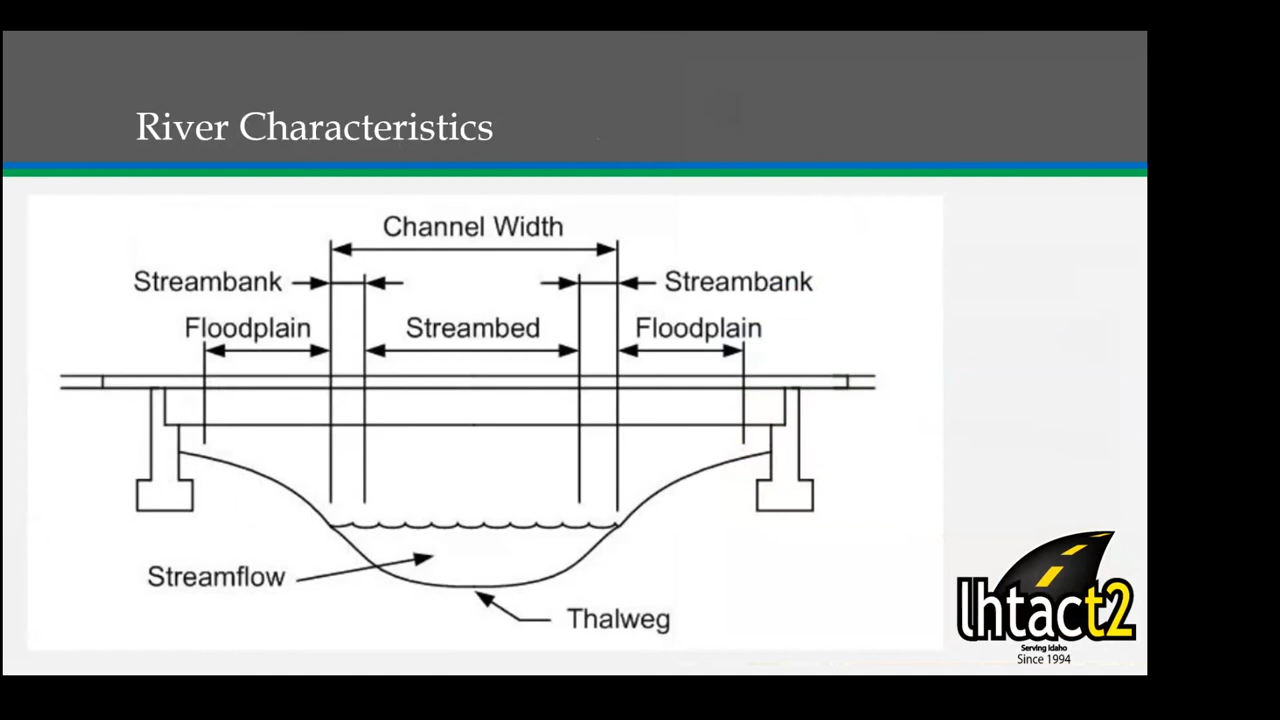 River Characteristics
Channel Width
Streambank
Streambank
Floodplain
Streambed
Floodplain
Streamflow
Thalweg
lhtact2
Serving Idaho
Since 1994